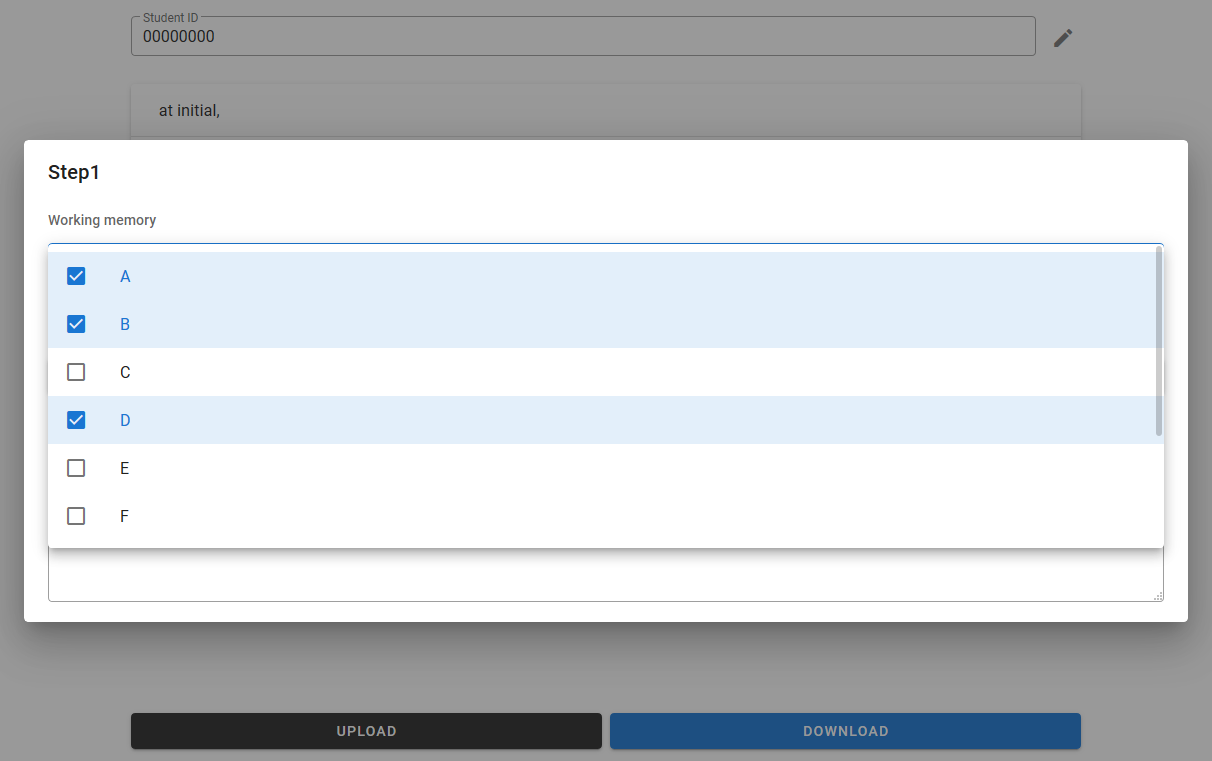 Student ID
00000000
at initial,
Step1
Working memory
A
B
C
D
E
F
UPLOAD
DOWNLOAD